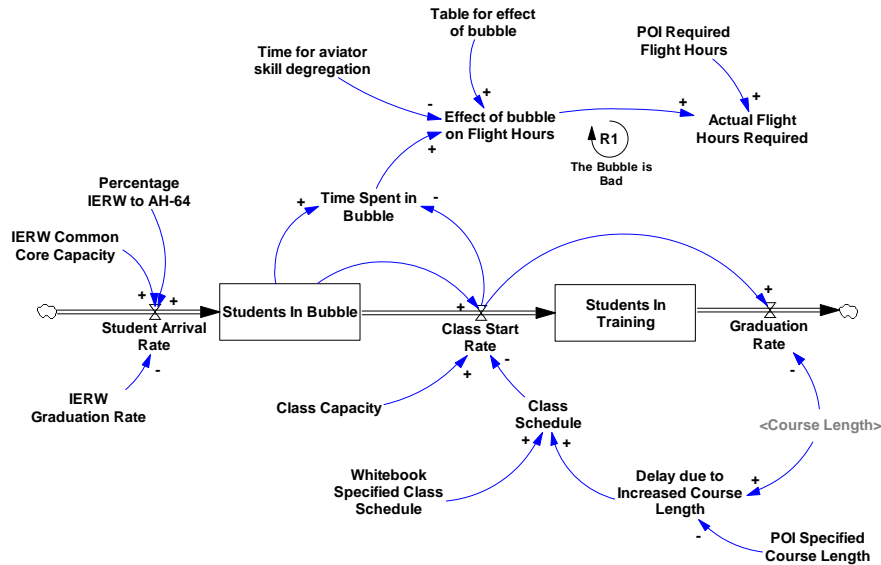 Table for effect
of bubble
Time for aviator
skill degregation
POI Required
Flight Hours
-
+
+
+
Effect of bubble
on Flight Hours
+
R1
Actual Flight
Hours Required
The Bubble is
Bad
Percentage
IERW to AH-64
+
Time Spent in
Bubble
-
IERW Common
Core Capacity
+
+
Students In Bubble
+
Students In
Training
+
Student Arrival
Rate
Class Start
Rate
Graduation
Rate
-
-
+
-
IERW
Graduation Rate
Class Capacity
Class
Schedule
<Course Length>
+
+
Whitebook
Specified Class
Schedule
Delay due to
Increased Course
Length
+
-
POI Specified
Course Length